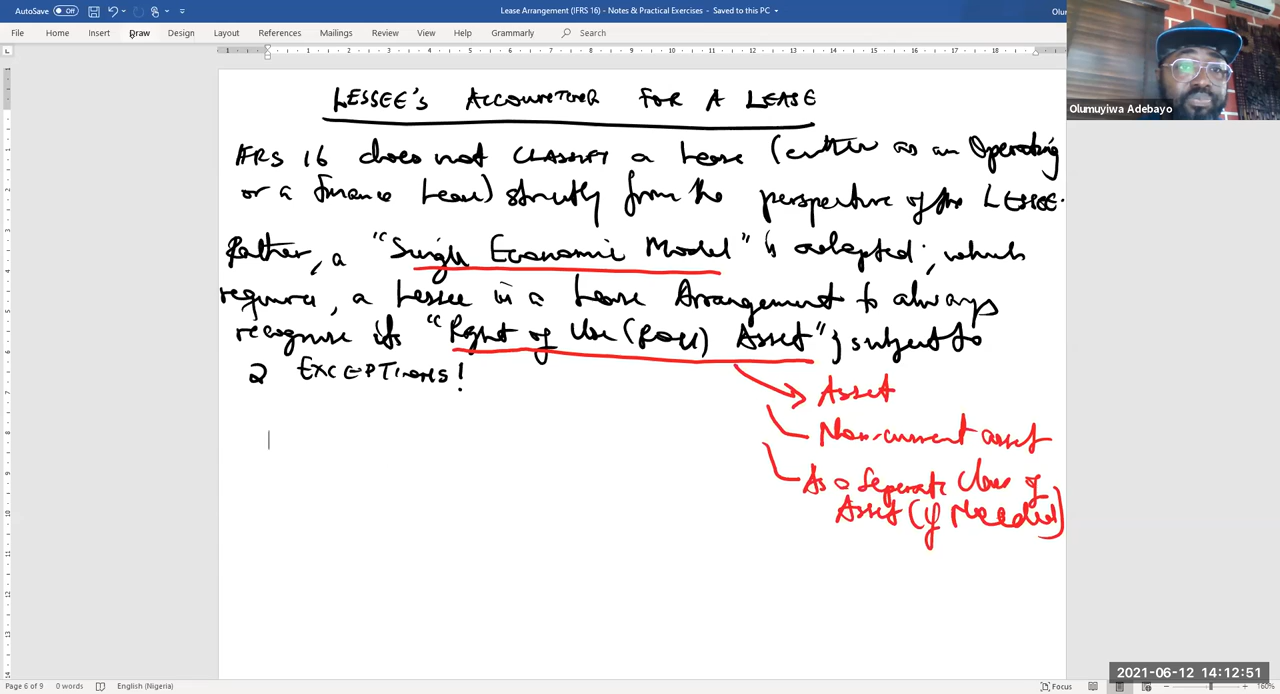 AutoSave Off
Lease Arrangement (IFRS 16) - Notes & Practical Exercises - Saved to this PC
Olum
File Home Insert Draw Design Layout References Mailings Review View Help Grammarly Search
Olumuyiwa Adebayo
LESSEE's ACCOUNTING FOR A LEASE
IFRS 16 does not CLASSIFY a Lease (either as an Operating
or a finance Lease) strictly from the perspective of the LESSEE.
Rather, a "Single Economic Model" is adopted; which
requires, a Lessee in a Lease Arrangement to always
recognise its "Right of Use (ROU) Asset"; subject to
2 EXCEPTIONS!
Asset
Non-current asset
As a Separate Class of
Asset (if Needed)
2021-06-12 14:12:51
Page 6 of 9 0 words English (Nigeria) Focus 160%